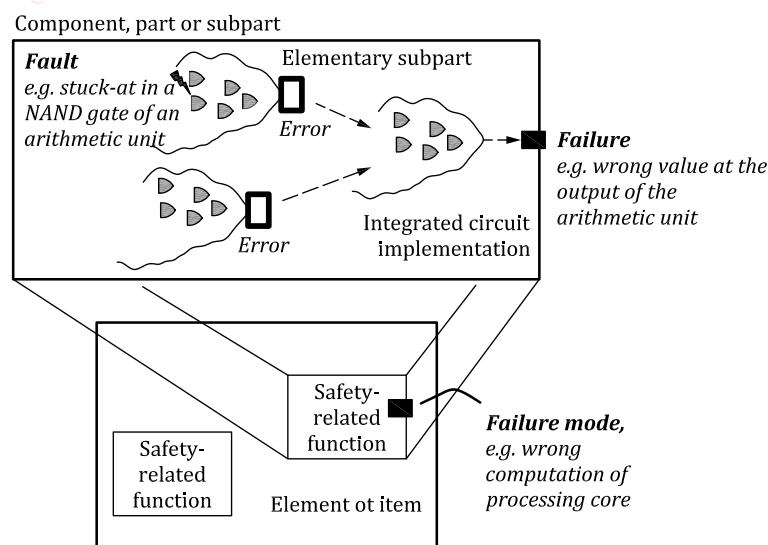 Component, part or subpart
Fault
e.g. stuck-at in a
NAND gate of an
arithmetic unit
Elementary subpart
Error
Error
Integrated circuit
implementation
Failure
e.g. wrong value at the
output of the
arithmetic unit
Safety-
related
function
Failure mode,
e.g. wrong
computation of
processing core
Safety-
related
function
Element ot item